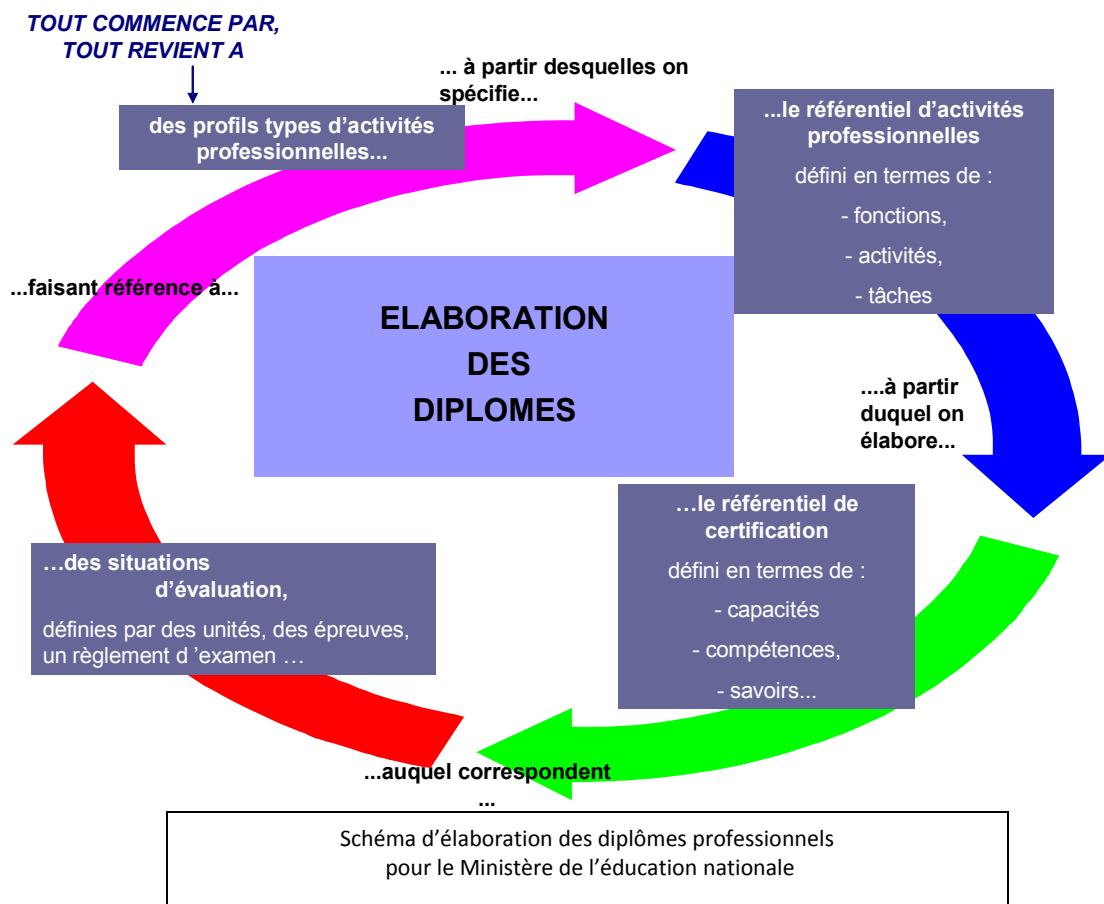 TOUT COMMENCE PAR,
TOUT REVIENT A
des profils types d'activités
professionnelles...
... à partir desquelles on
spécifie...
...le référentiel d'activités
professionnelles
défini en termes de :
- fonctions,
- activités,
- tâches
....à partir
duquel on
élabore...
…le référentiel de
certification
défini en termes de :
- capacités
- compétences,
- savoirs...
...auquel correspondent
...
…des situations
d'évaluation,
définies par des unités, des épreuves,
un règlement d 'examen …
...faisant référence à...
ELABORATION
DES
DIPLOMES
Schéma d'élaboration des diplômes professionnels
pour le Ministère de l'éducation nationale